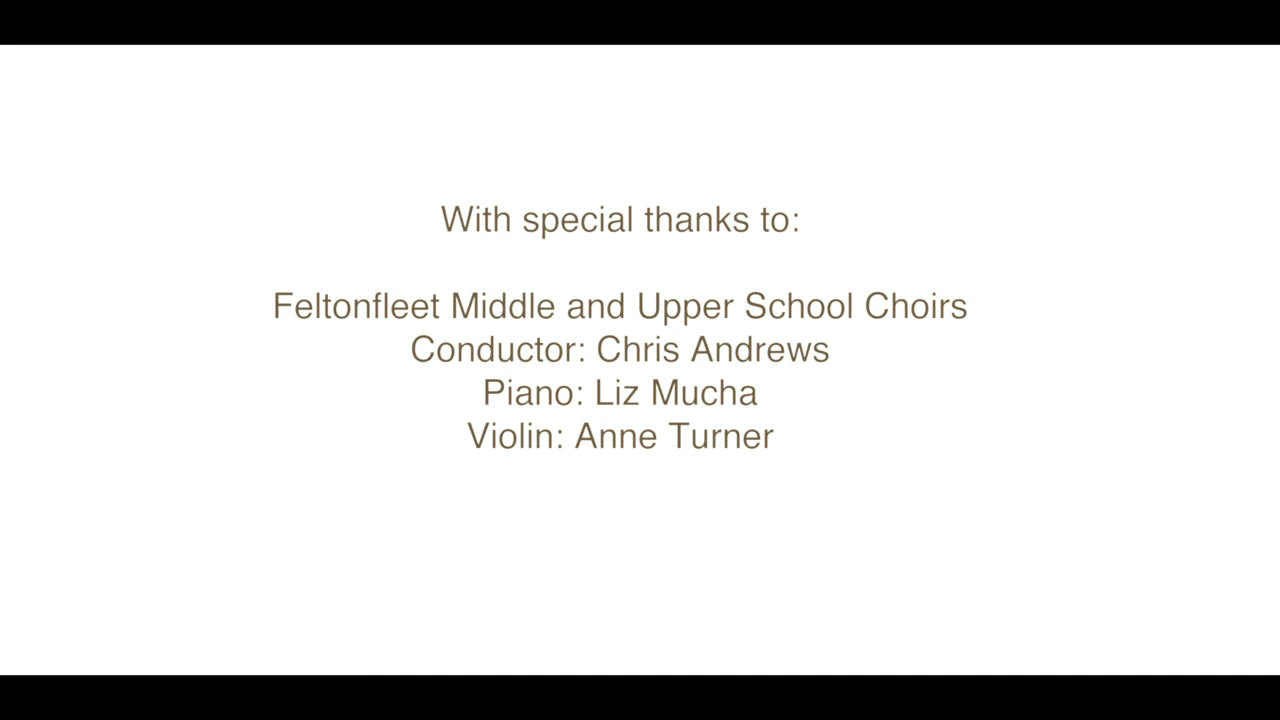 With special thanks to:
Feltonfleet Middle and Upper School Choirs
Conductor: Chris Andrews
Piano: Liz Mucha
Violin: Anne Turner